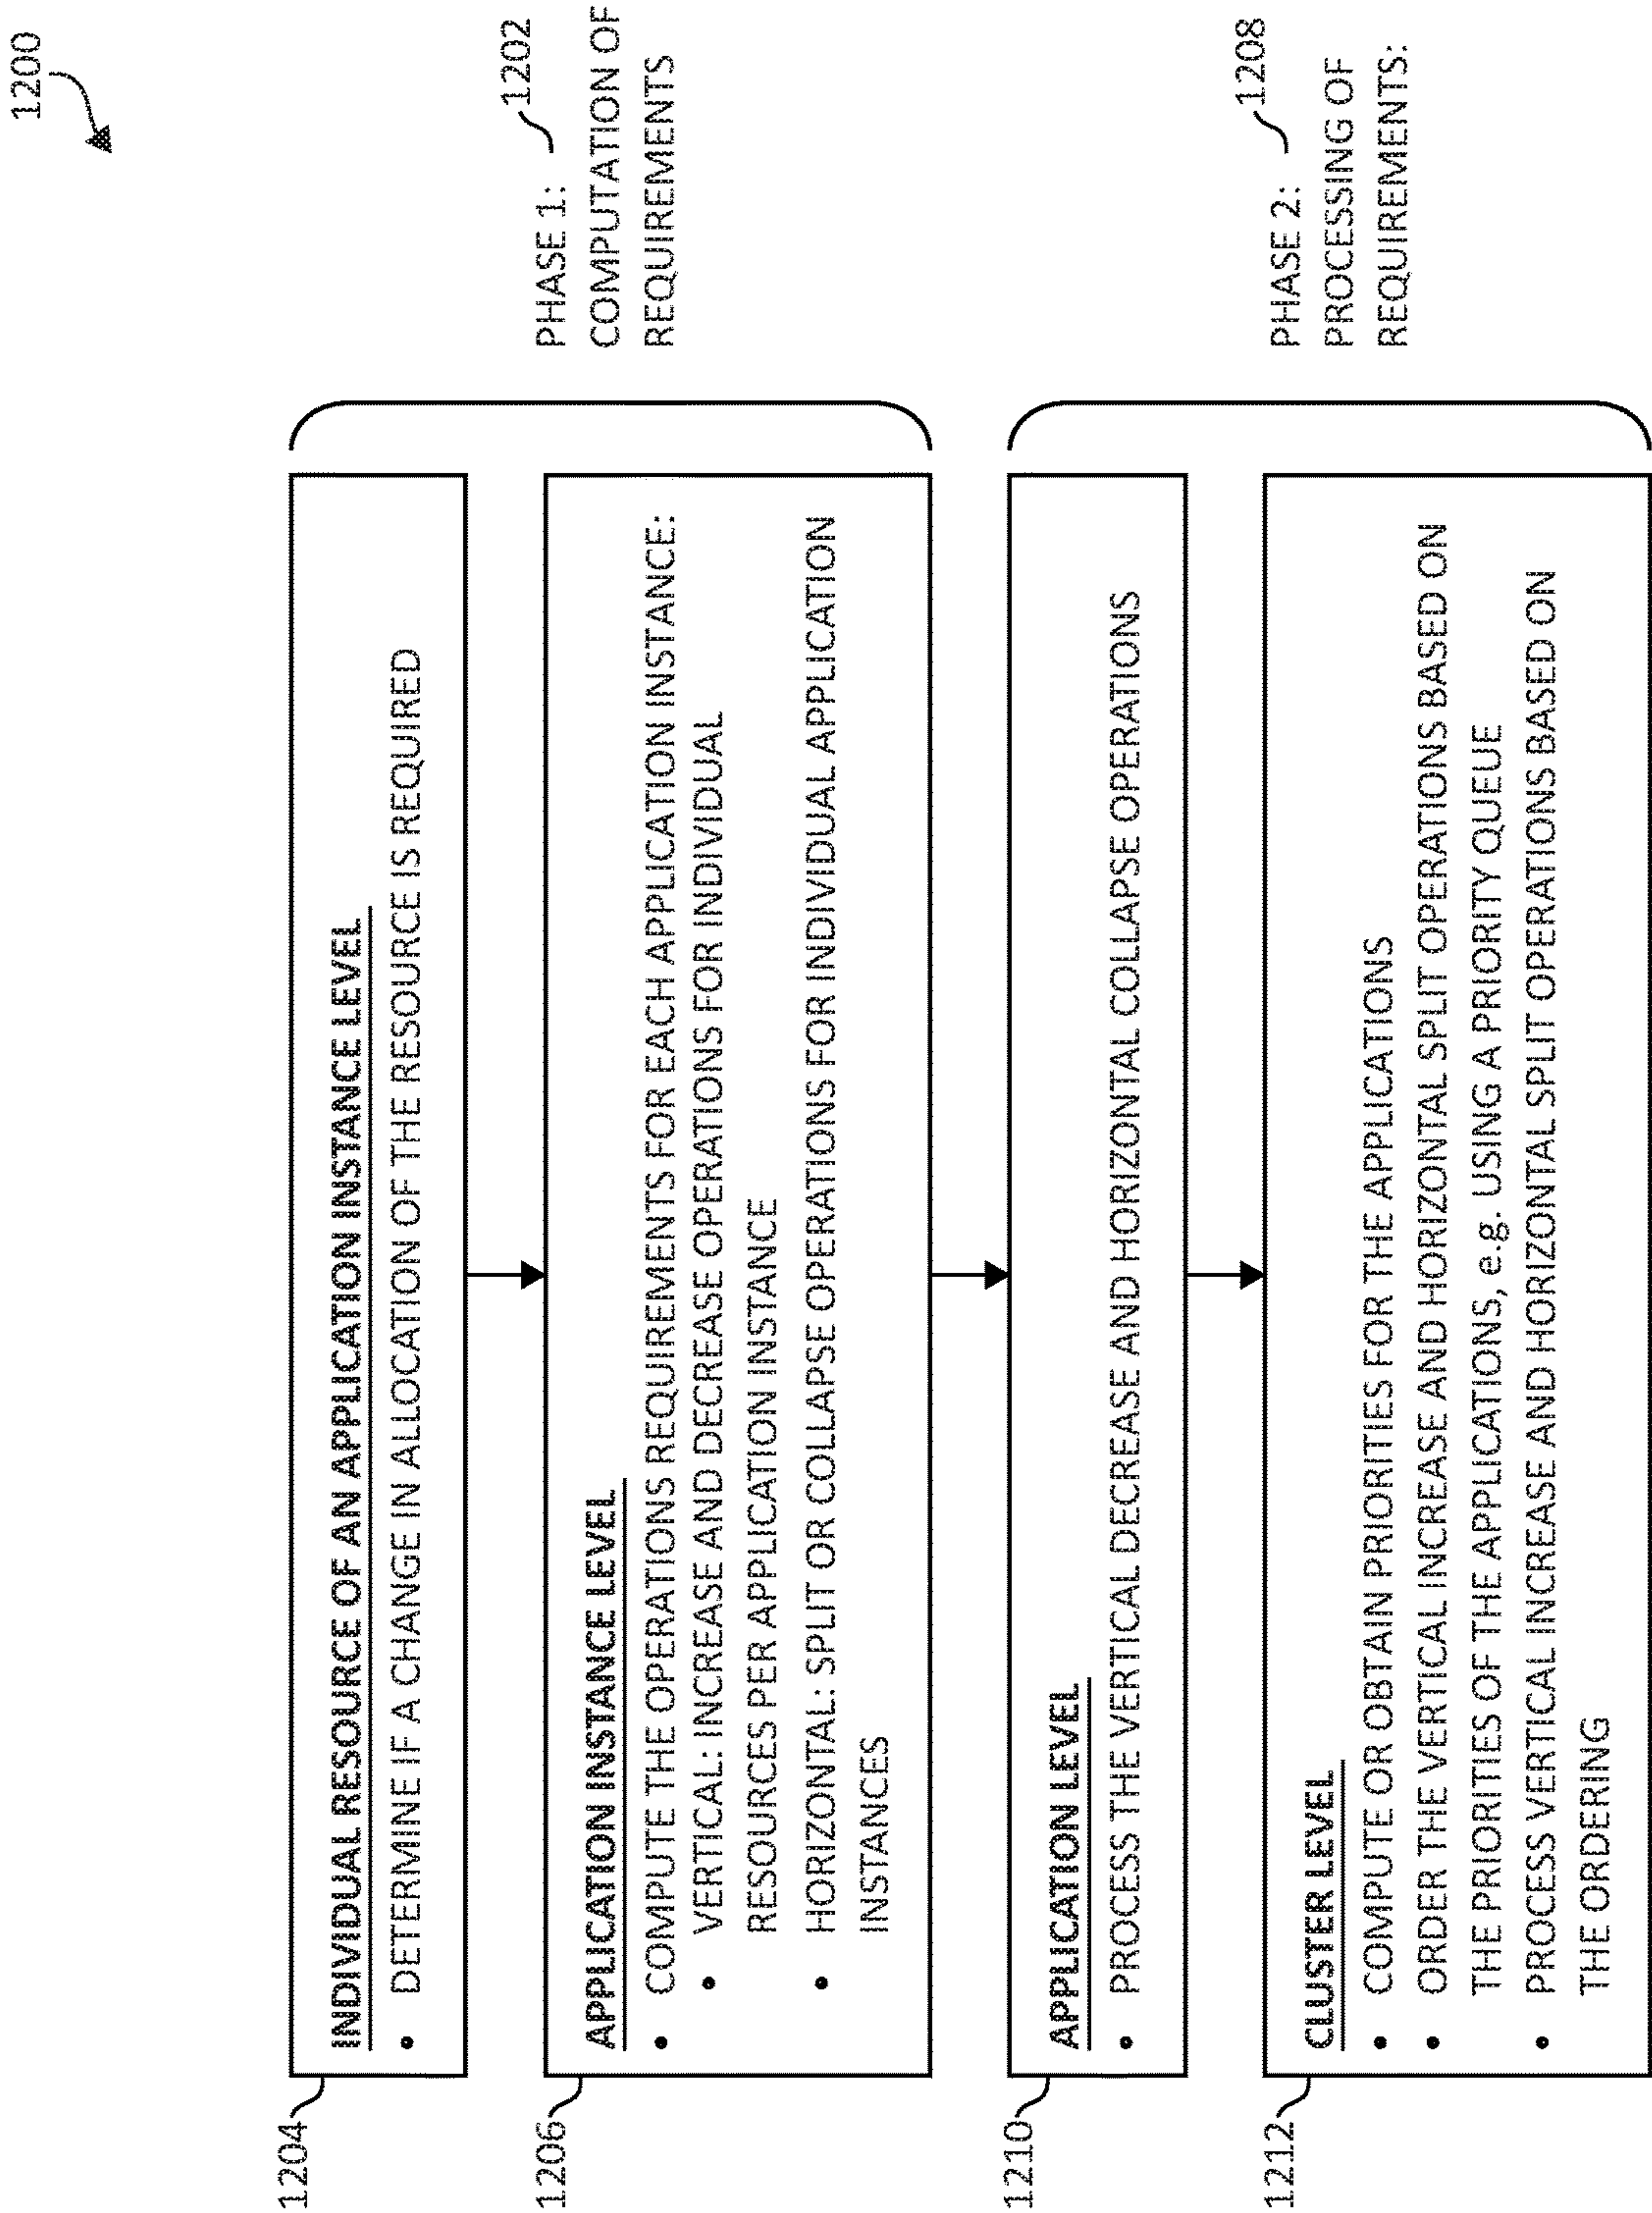 1200
1204
INDIVIDUAL RESOURCE OF AN APPLICATION INSTANCE LEVEL
• DETERMINE IF A CHANGE IN ALLOCATION OF THE RESOURCE IS REQUIRED
1206
APPLICATION INSTANCE LEVEL
• COMPUTE THE OPERATIONS REQUIREMENTS FOR EACH APPLICATION INSTANCE:
• VERTICAL: INCREASE AND DECREASE OPERATIONS FOR INDIVIDUAL
RESOURCES PER APPLICATION INSTANCE
• HORIZONTAL: SPLIT OR COLLAPSE OPERATIONS FOR INDIVIDUAL APPLICATION
INSTANCES
1202
PHASE 1:
COMPUTATION OF
REQUIREMENTS
1210
APPLICATION LEVEL
• PROCESS THE VERTICAL DECREASE AND HORIZONTAL COLLAPSE OPERATIONS
1212
CLUSTER LEVEL
• COMPUTE OR OBTAIN PRIORITIES FOR THE APPLICATIONS
• ORDER THE VERTICAL INCREASE AND HORIZONTAL SPLIT OPERATIONS BASED ON
THE PRIORITIES OF THE APPLICATIONS, e.g. USING A PRIORITY QUEUE
• PROCESS VERTICAL INCREASE AND HORIZONTAL SPLIT OPERATIONS BASED ON
THE ORDERING
1208
PHASE 2:
PROCESSING OF
REQUIREMENTS: